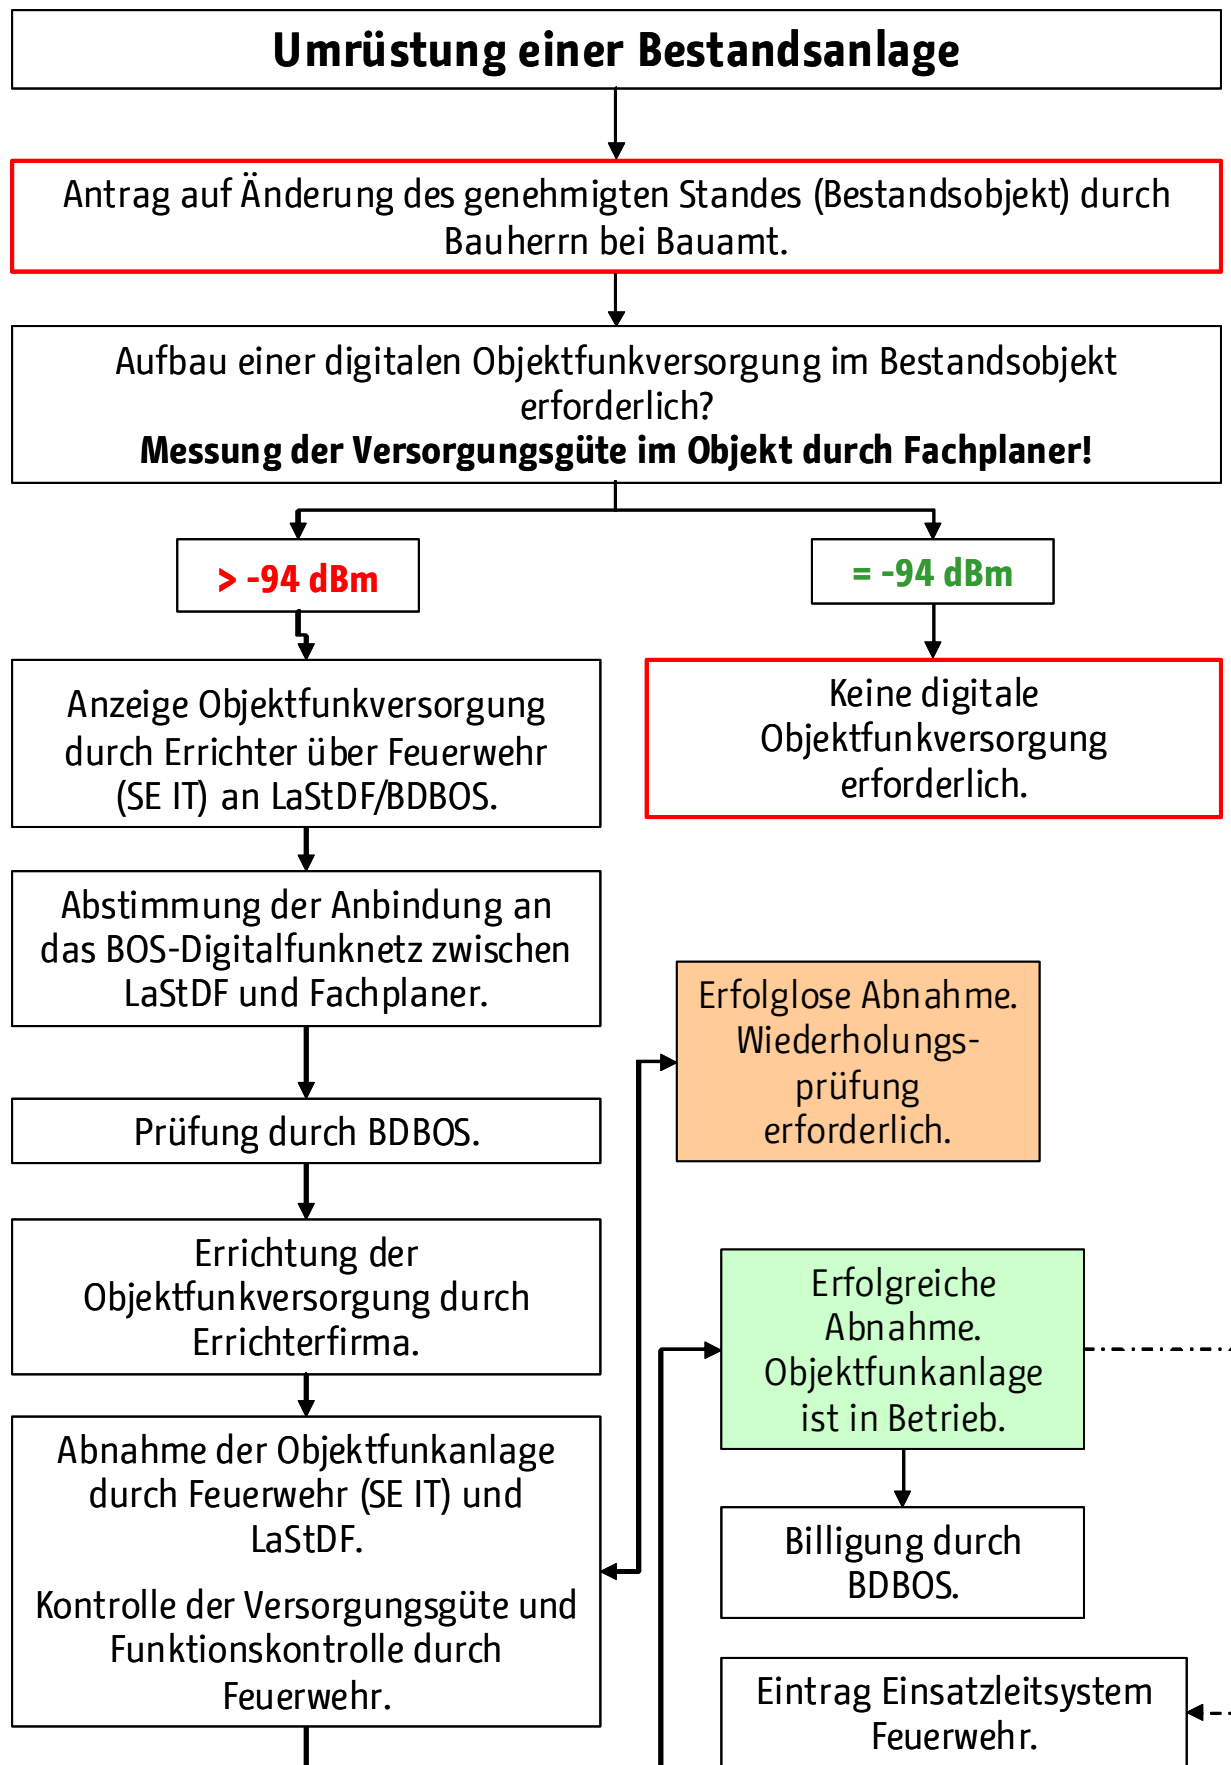 Umrüstung einer Bestandsanlage
Antrag auf Änderung des genehmigten Standes (Bestandsobjekt) durch
Bauherrn bei Bauamt.
Aufbau einer digitalen Objektfunkversorgung im Bestandsobjekt
erforderlich?
Messung der Versorgungsgüte im Objekt durch Fachplaner!
> -94 dBm
= -94 dBm
Anzeige Objektfunkversorgung
durch Errichter über Feuerwehr
(SE IT) an LaStDF/BDBOS.
Keine digitale
Objektfunkversorgung
erforderlich.
Abstimmung der Anbindung an
das BOS-Digitalfunknetz zwischen
LaStDF und Fachplaner.
Erfolglose Abnahme.
Wiederholungs-
prüfung
erforderlich.
Prüfung durch BDBOS.
Errichtung der
Objektfunkversorgung durch
Errichterfirma.
Erfolgreiche
Abnahme.
Objektfunkanlage
ist in Betrieb.
Abnahme der Objektfunkanlage
durch Feuerwehr (SE IT) und
LaStDF.
Kontrolle der Versorgungsgüte und
Funktionskontrolle durch
Feuerwehr.
Billigung durch
BDBOS.
Eintrag Einsatzleitsystem
Feuerwehr.